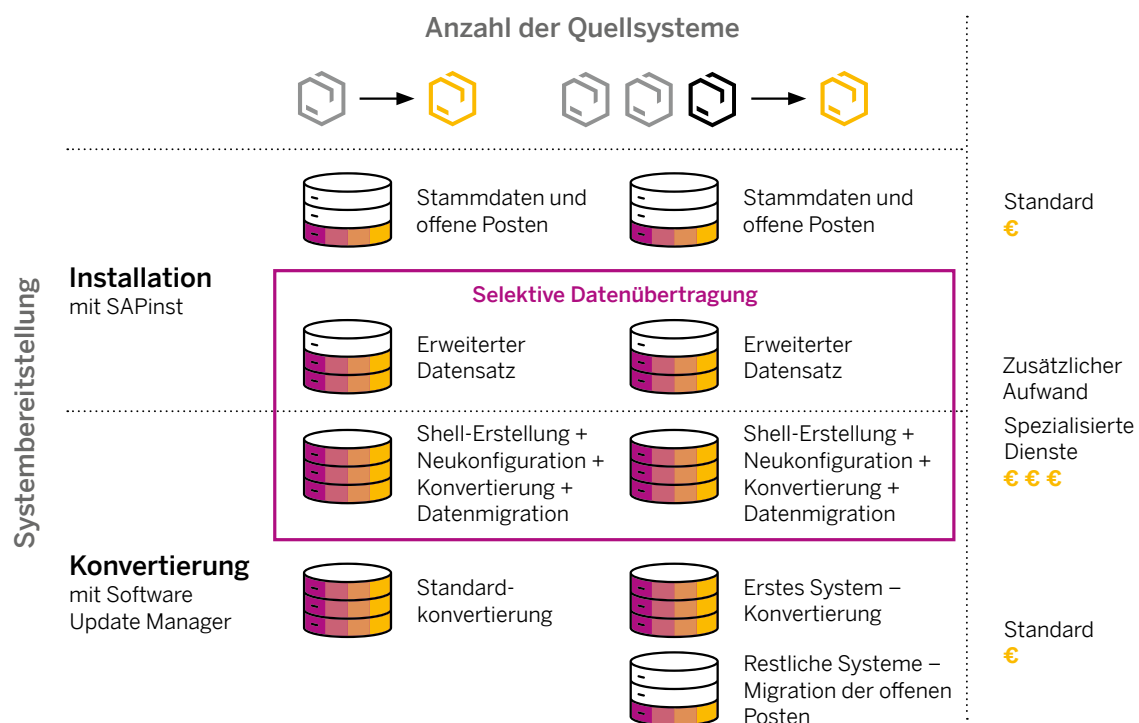 Anzahl der Quellsysteme
Systembereitstellung
Installation
mit SAPinst
Stammdaten und
offene Posten
Stammdaten und
offene Posten
Standard
€
Selektive Datenübertragung
Erweiterter
Datensatz
Erweiterter
Datensatz
Zusätzlicher
Aufwand
Spezialisierte
Dienste
€ € €
Shell-Erstellung +
Neukonfiguration +
Konvertierung +
Datenmigration
Shell-Erstellung +
Neukonfiguration +
Konvertierung +
Datenmigration
Konvertierung
mit Software
Update Manager
Standard-
konvertierung
Erstes System –
Konvertierung
Restliche Systeme –
Migration der offenen
Posten
Standard
€